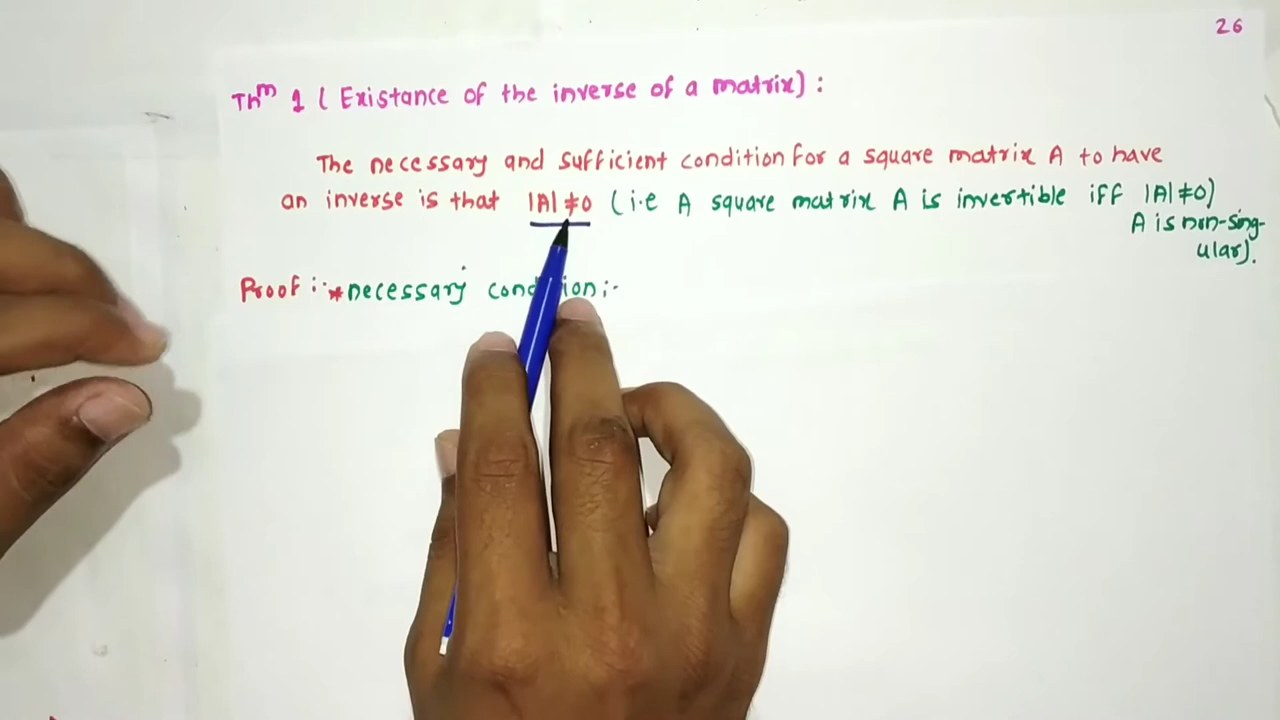 26
Thm 1 (Existance of the inverse of a matrix) :
The necessary and sufficient condition for a square matrix A to have
an inverse is that |A| ≠ 0 (i.e A square matrix A is invertible iff |A| ≠ 0)
A is non-sing-
ular).
Proof :- * necessary condition :-